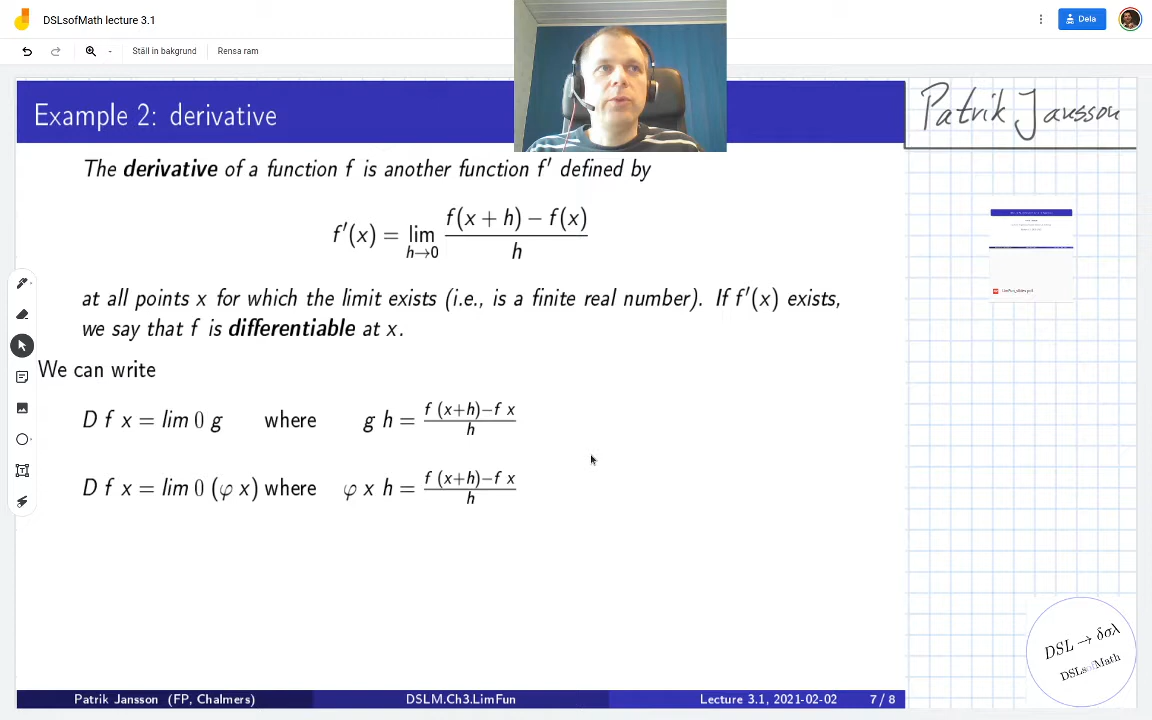 DSLsofMath lecture 3.1
Dela
Ställ in bakgrund
Rensa ram
Example 2: derivative
Patrik Jansson
The derivative of a function f is another function f′ defined by
f′(x) = lim h→0 f(x + h) − f(x) / h
at all points x for which the limit exists (i.e., is a finite real number). If f′(x) exists,
we say that f is differentiable at x.
We can write
D f x = lim 0 g where g h = f (x+h)−f x / h
D f x = lim 0 (φ x) where φ x h = f (x+h)−f x / h
DSL → δσλ
DSLsofMath
Patrik Jansson (FP, Chalmers)
DSLM.Ch3.LimFun
Lecture 3.1, 2021-02-02
7 / 8